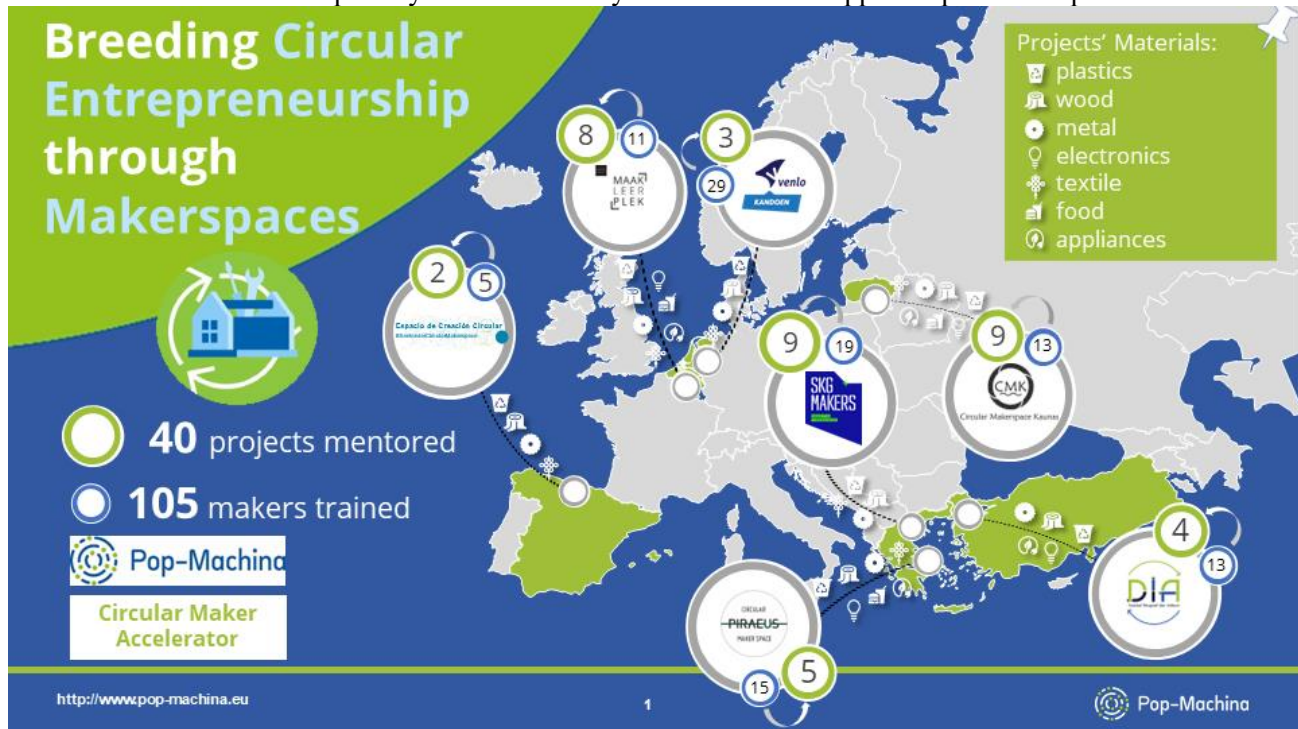 Breeding Circular
Entrepreneurship
through
Makerspaces
Projects' Materials:
plastics
wood
metal
electronics
textile
food
appliances
8
11
MAAK
LEER
PLEK
3
29
venlo
KANDOEN
2
5
Espacio de Creación Circular
9
19
SKG
MAKERS
9
13
CMK
Circular Makerspace Kaunas
40 projects mentored
105 makers trained
Pop-Machina
Circular Maker
Accelerator
4
13
DIA
CIRCULAR
PIRAEUS
MAKER SPACE
15
5
http://www.pop-machina.eu
1
Pop-Machina